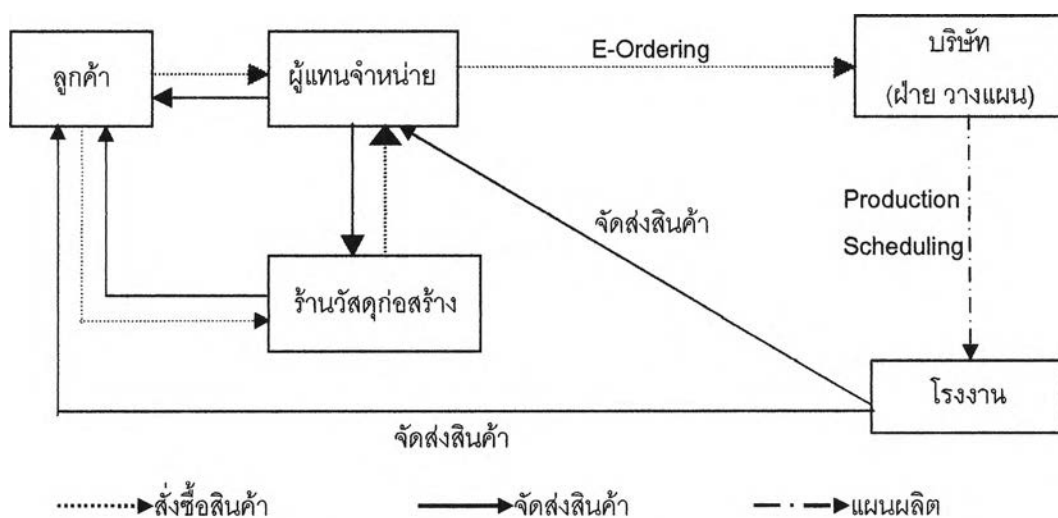 ลูกค้า
ผู้แทนจำหน่าย
E-Ordering
บริษัท
(ฝ่าย วางแผน)
Production
Scheduling
จัดส่งสินค้า
ร้านวัสดุก่อสร้าง
โรงงาน
จัดส่งสินค้า
สั่งซื้อสินค้า
จัดส่งสินค้า
แผนผลิต